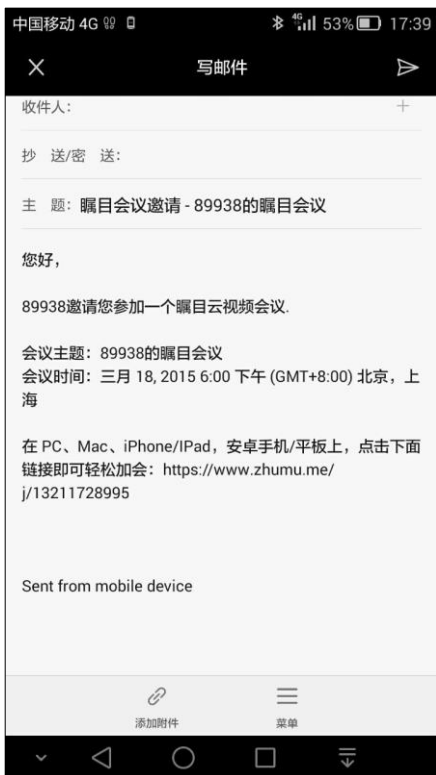 中国移动 4G 4G 53% 17:39
写邮件
收件人：
抄 送/密 送：
主 题： 瞩目会议邀请 - 89938的瞩目会议
您好，
89938邀请您参加一个瞩目云视频会议.
会议主题：89938的瞩目会议
会议时间：三月 18, 2015 6:00 下午 (GMT+8:00) 北京，上
海
在 PC、Mac、iPhone/IPad，安卓手机/平板上，点击下面
链接即可轻松加会：https://www.zhumu.me/
j/13211728995
Sent from mobile device
添加附件 菜单